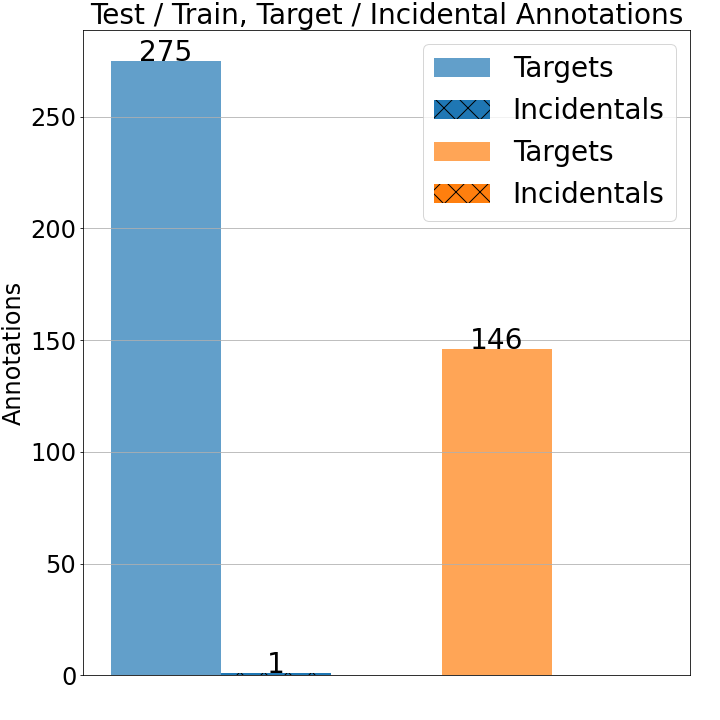 Test / Train, Target / Incidental Annotations
275
Targets
Incidentals
Targets
Incidentals
250
200
150
100
50
0
Annotations
146
1